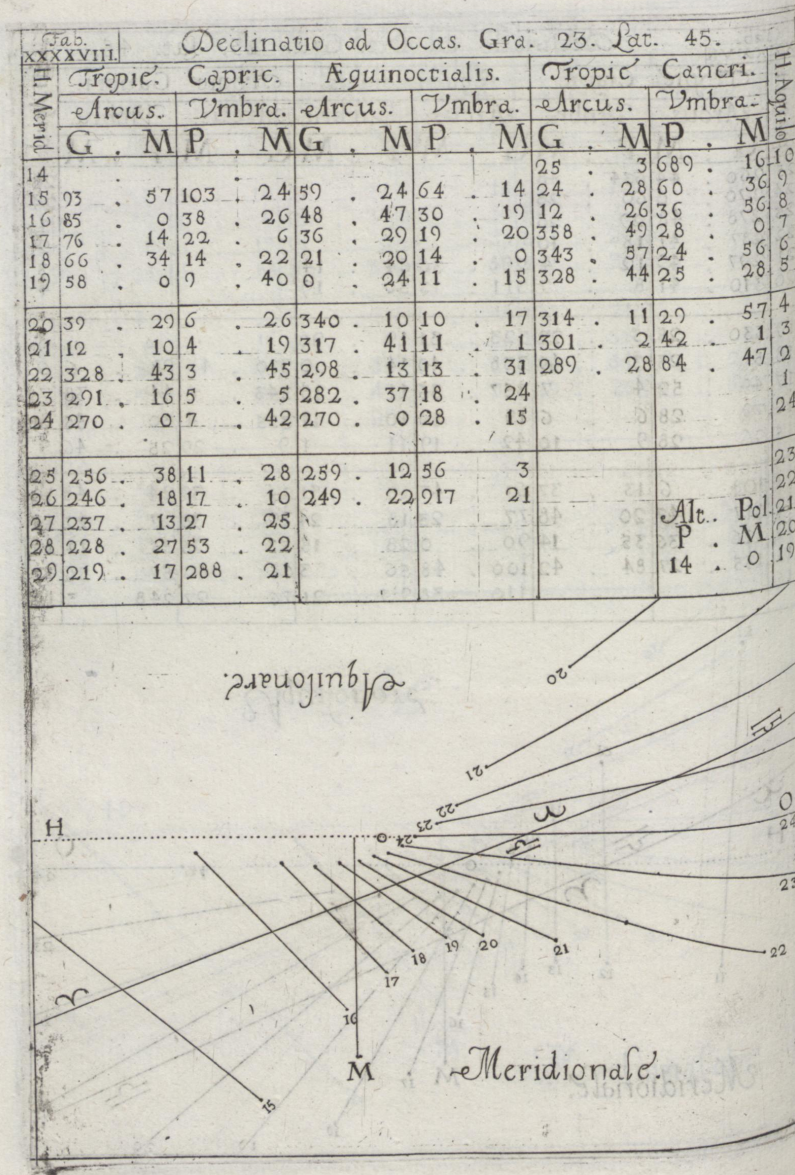 Tab.
XXXXVIII.
Declinatio ad Occas. Gra. 23. Lat. 45.
H. Merid.
Tropic. Capric. Æquinoctialis. Tropic Cancri.
H. Aquilo
Arcus. Vmbra. Arcus. Vmbra. Arcus. Vmbra.
G . M P . M G . M P . M G . M P . M
14 . . . . 25 . 3 689 . 16 10
15 93 . 57 103 . 24 59 . 24 64 . 14 24 . 28 60 . 36 9
16 85 . 0 38 . 26 48 . 47 30 . 19 12 . 26 36 . 56 8
17 76 . 14 22 . 6 36 . 29 19 . 20 358 . 49 28 . 0 7
18 66 . 34 14 . 22 21 . 20 14 . 0 343 . 57 24 . 56 6
19 58 . 0 9 . 40 0 . 24 11 . 15 328 . 44 25 . 28 5
20 39 . 29 6 . 26 340 . 10 10 . 17 314 . 11 29 . 57 4
21 12 . 10 4 . 19 317 . 41 11 . 1 301 . 2 42 . 1 3
22 328 . 43 3 . 45 298 . 13 13 . 31 289 . 28 84 . 47 2
23 291 . 16 5 . 5 282 . 37 18 . 24 1
24 270 . 0 7 . 42 270 . 0 28 . 15 24
25 256 . 38 11 . 28 259 . 12 56 3 23
26 246 . 18 17 . 10 249 . 22 917 21 22
27 237 . 13 27 . 25 Alt. Pol. 21
28 228 . 27 53 . 22 P . M 20
29 219 . 17 288 . 21 14 . 0 19
Aquilonare.
20
21
22
23
♈ ♎
H O 24 O
24
♎
23
19 20 21 22
18
17
♈
16
M Meridionale.
15